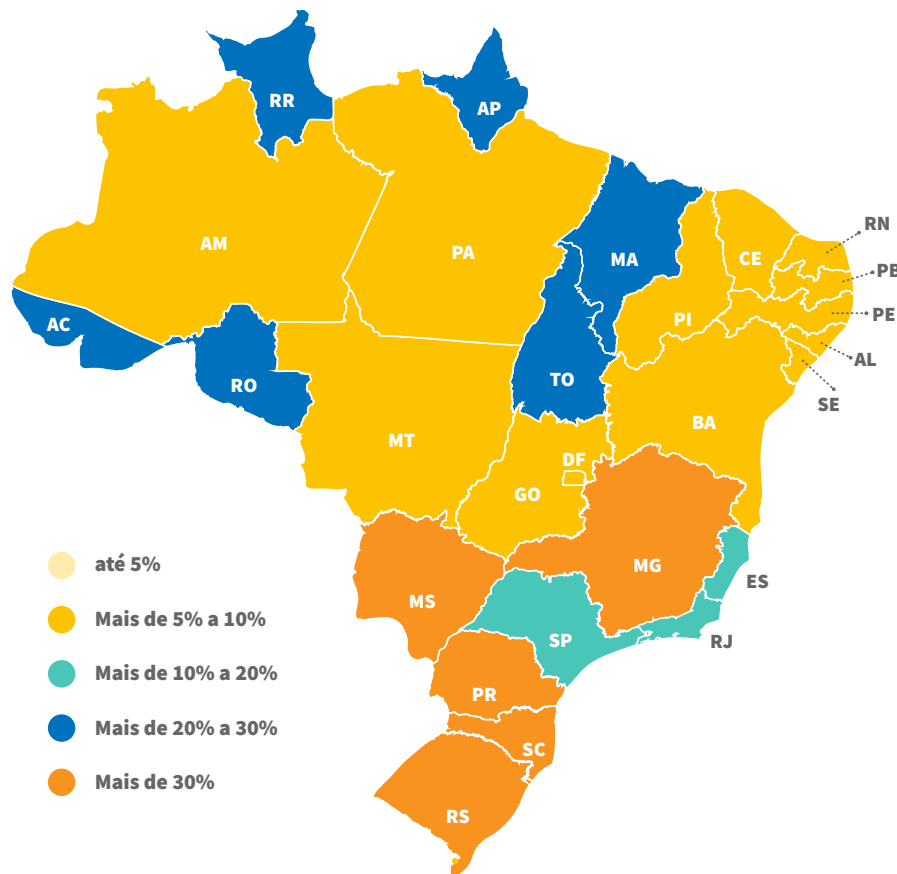 RR
AP
AM
PA
MA
CE
RN
PB
PE
AL
SE
PI
AC
RO
TO
BA
MT
DF
GO
MG
ES
MS
SP
RJ
PR
SC
RS
até 5%
Mais de 5% a 10%
Mais de 10% a 20%
Mais de 20% a 30%
Mais de 30%